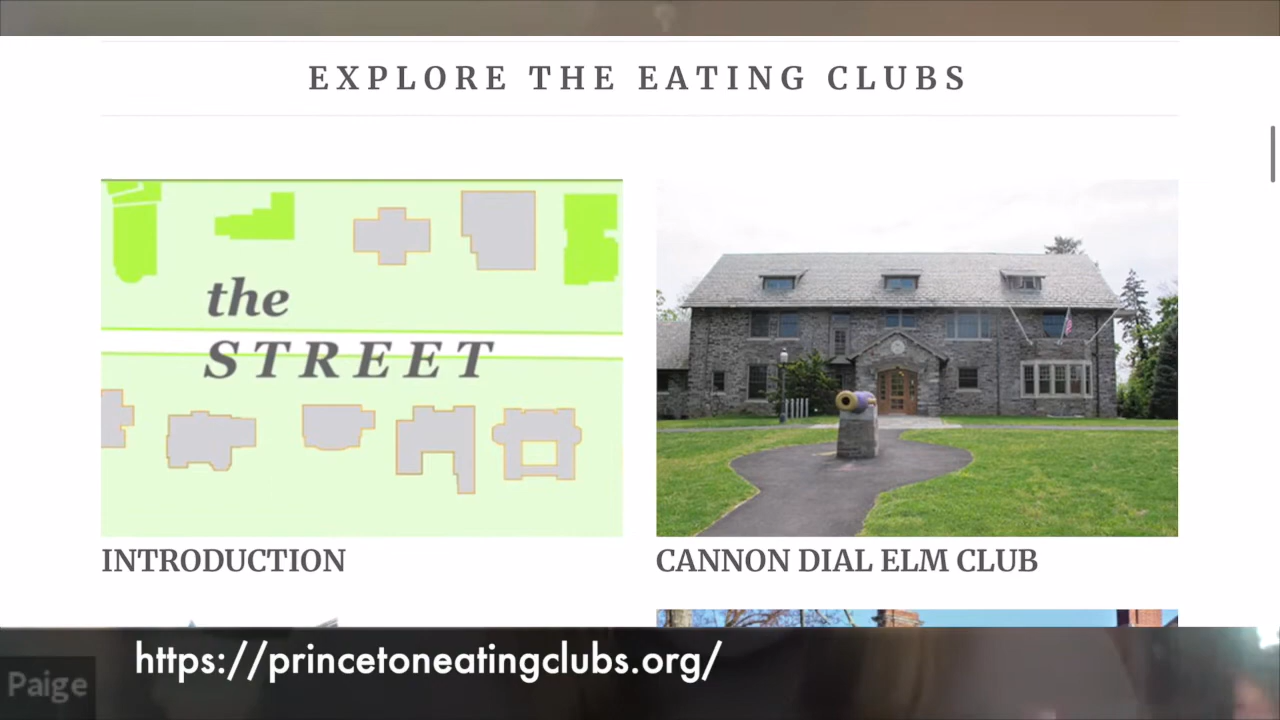 EXPLORE THE EATING CLUBS
the
STREET
INTRODUCTION
CANNON DIAL ELM CLUB
https://princetoneatingclubs.org/
Paige